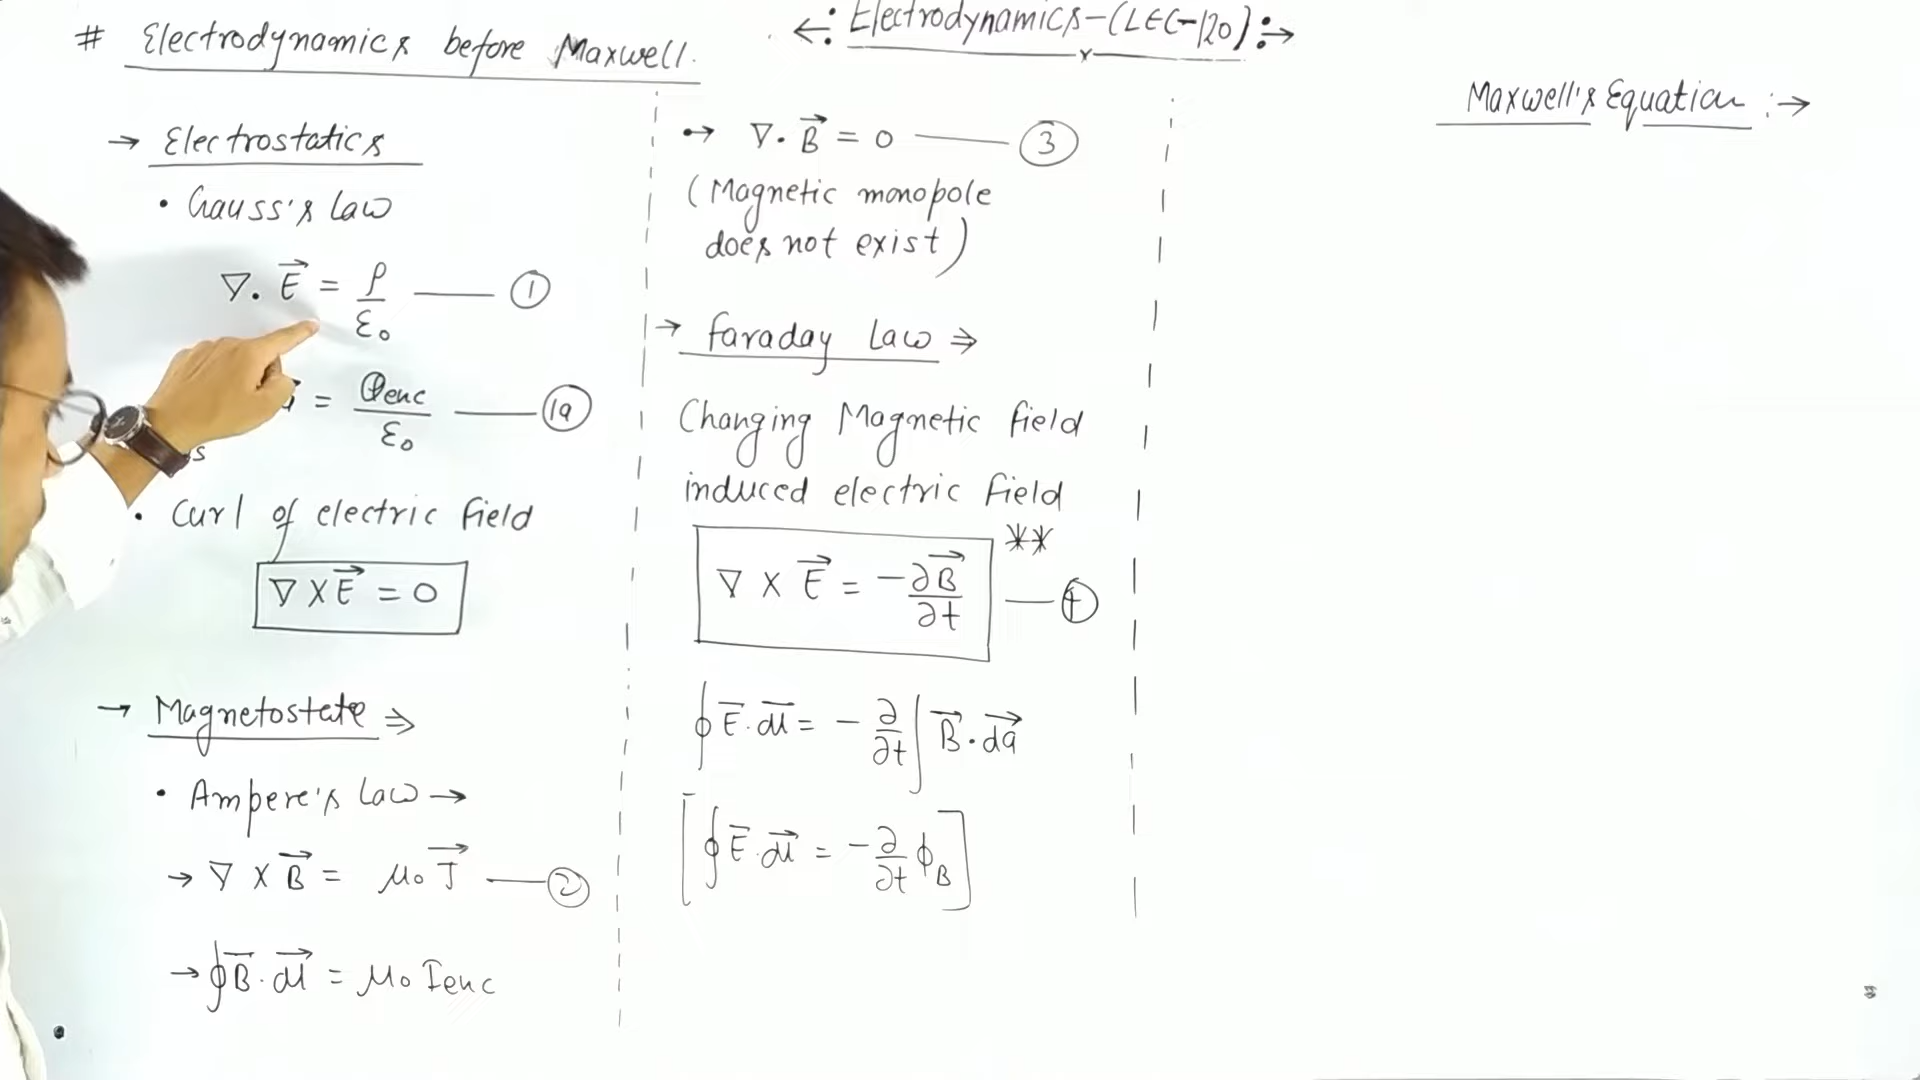 # Electrodynamics before Maxwell.
←: Electrodynamics-(LEC-120) :→
→ Electrostatics
• Gauss's Law
∇. E⃗ = ρ/ε₀ —— ①
= Qenc/ε₀ —— (1a)
s
• Curl of electric field
∇ × E⃗ = 0
→ Magnetostate ⇒
• Ampere's Law →
→ ∇ × B⃗ = μ₀ J⃗ —— ②
→ ∮ B⃗ . dl⃗ = μ₀ Ienc
→ ∇. B⃗ = 0 —— ③
(Magnetic monopole
does not exist)
→ Faraday Law ⇒
Changing Magnetic field
induced electric field
**
∇ × E⃗ = -∂B⃗/∂t —— ④
∮ E⃗ . dl⃗ = - ∂/∂t ∫ B⃗ . da⃗
[∮ E⃗ . dl⃗ = - ∂/∂t ϕB]
Maxwell's Equation :→